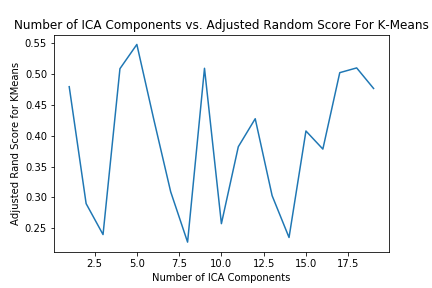 Number of ICA Components vs. Adjusted Random Score For K-Means
Adjusted Rand Score for KMeans
0.55
0.50
0.45
0.40
0.35
0.30
0.25
2.5 5.0 7.5 10.0 12.5 15.0 17.5
Number of ICA Components